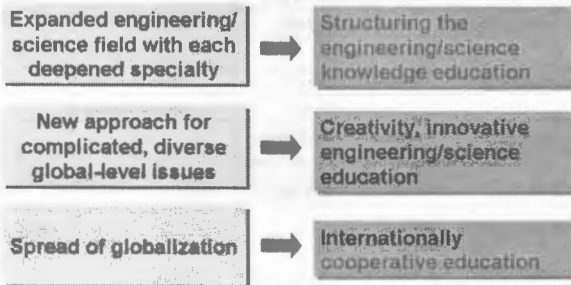 Expanded engineering/
science field with each
deepened specialty
Structuring the
engineering/science
knowledge education
New approach for
complicated, diverse
global-level issues
Creativity, innovative
engineering/science
education
Spread of globalization
Internationally
cooperative education